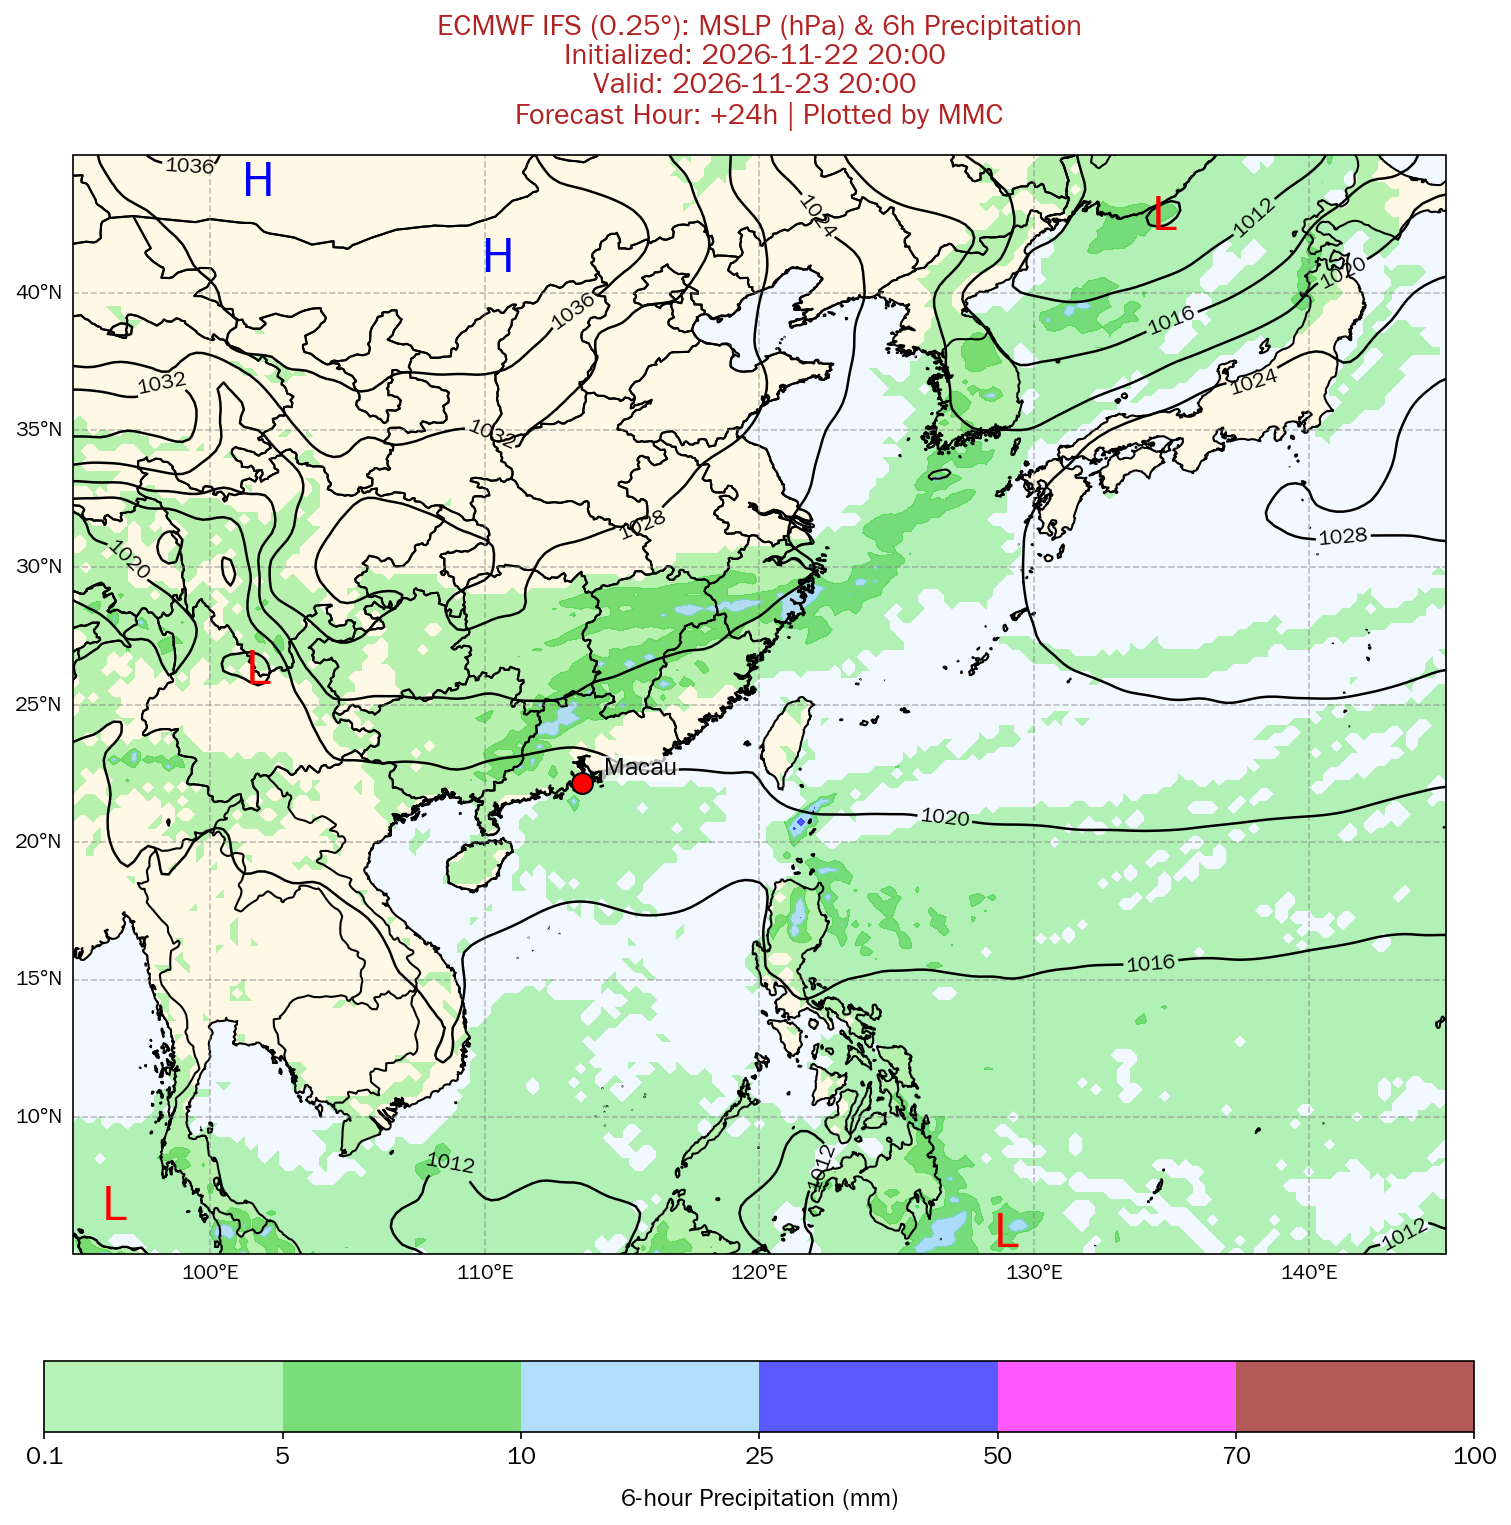 ECMWF IFS (0.25°): MSLP (hPa) & 6h Precipitation
Initialized: 2026-11-22 20:00
Valid: 2026-11-23 20:00
Forecast Hour: +24h | Plotted by MMC
1036
H
L
1024
1012
H
1020
40°N
1036
1016
1032
1024
35°N
1032
1028
1028
1020
30°N
L
25°N
Macau
1020
20°N
1016
15°N
10°N
1012
1012
L
L
1012
100°E
110°E
120°E
130°E
140°E
0.1
5
10
25
50
70
100
6-hour Precipitation (mm)